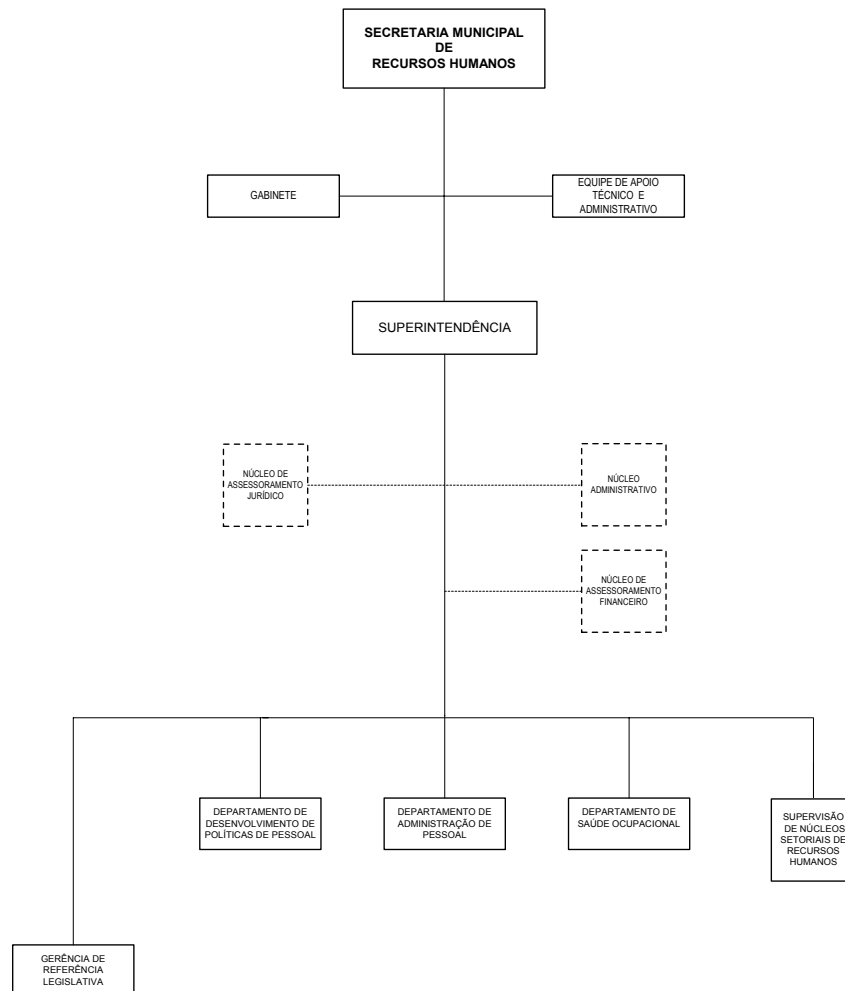 SECRETARIA MUNICIPAL
DE
RECURSOS HUMANOS
GABINETE
EQUIPE DE APOIO
TÉCNICO E
ADMINISTRATIVO
SUPERINTENDÊNCIA
NÚCLEO DE
ASSESSORAMENTO
JURÍDICO
NÚCLEO
ADMINISTRATIVO
NÚCLEO DE
ASSESSORAMENTO
FINANCEIRO
DEPARTAMENTO DE
DESENVOLVIMENTO DE
POLÍTICAS DE PESSOAL
DEPARTAMENTO DE
ADMINISTRAÇÃO DE
PESSOAL
DEPARTAMENTO DE
SAÚDE OCUPACIONAL
SUPERVISÃO
DE NÚCLEOS
SETORIAIS DE
RECURSOS
HUMANOS
GERÊNCIA DE
REFERÊNCIA
LEGISLATIVA